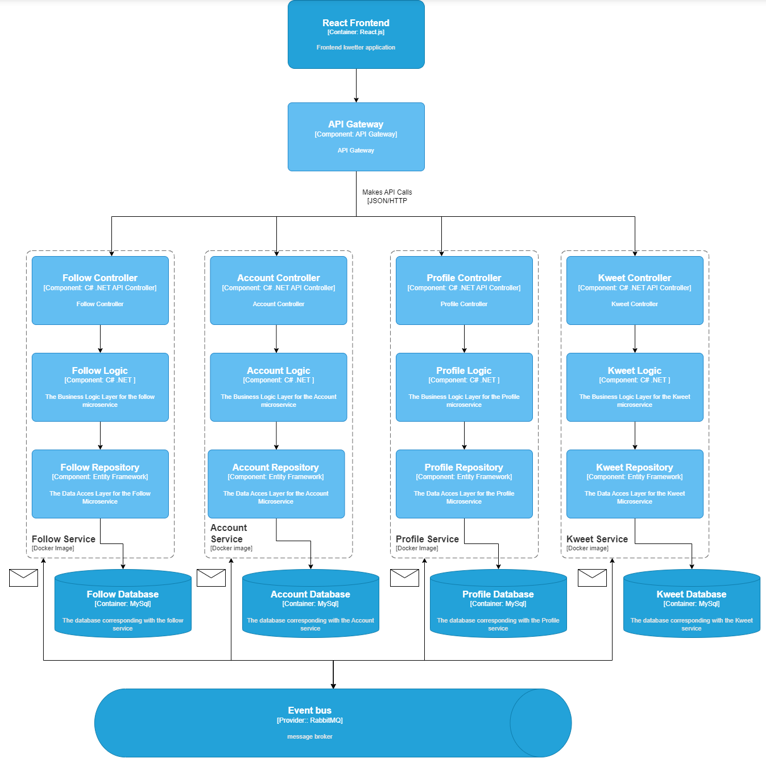 React Frontend
[Container: React.js]
Frontend kwetter application
API Gateway
[Component: API Gateway]
API Gateway
Makes API Calls
[JSON/HTTP
Follow Controller
[Component: C# .NET API Controller]
Follow Controller
Account Controller
[Component: C# .NET API Controller]
Account Controller
Profile Controller
[Component: C# .NET API Controller]
Profile Controller
Kweet Controller
[Component: C# .NET API Controller]
Kweet Controller
Follow Logic
[Component: C# .NET ]
The Business Logic Layer for the follow
microservice
Account Logic
[Component: C# .NET ]
The Business Logic Layer for the Account
microservice
Profile Logic
[Component: C# .NET ]
The Business Logic Layer for the Profile
microservice
Kweet Logic
[Component: C# .NET ]
The Business Logic Layer for the Kweet
microservice
Follow Repository
[Component: Entity Framework]
The Data Acces Layer for the Follow
Microservice
Account Repository
[Component: Entity Framework]
The Data Acces Layer for the Account
Microservice
Profile Repository
[Component: Entity Framework]
The Data Acces Layer for the Profile
Microservice
Kweet Repository
[Component: Entity Framework]
The Data Acces Layer for the Kweet
Microservice
Follow Service
[Docker Image]
Account
Service
[Docker image]
Profile Service
[Docker Image]
Kweet Service
[Docker image]
Follow Database
[Container: MySql]
The database corresponding with the follow
service
Account Database
[Container: MySql]
The database corresponding with the Account
service
Profile Database
[Container: MySql]
The database corresponding with the Profile
service
Kweet Database
[Container: MySql]
The database corresponding with the Kweet
service
Event bus
[Provider:: RabbitMQ]
message broker